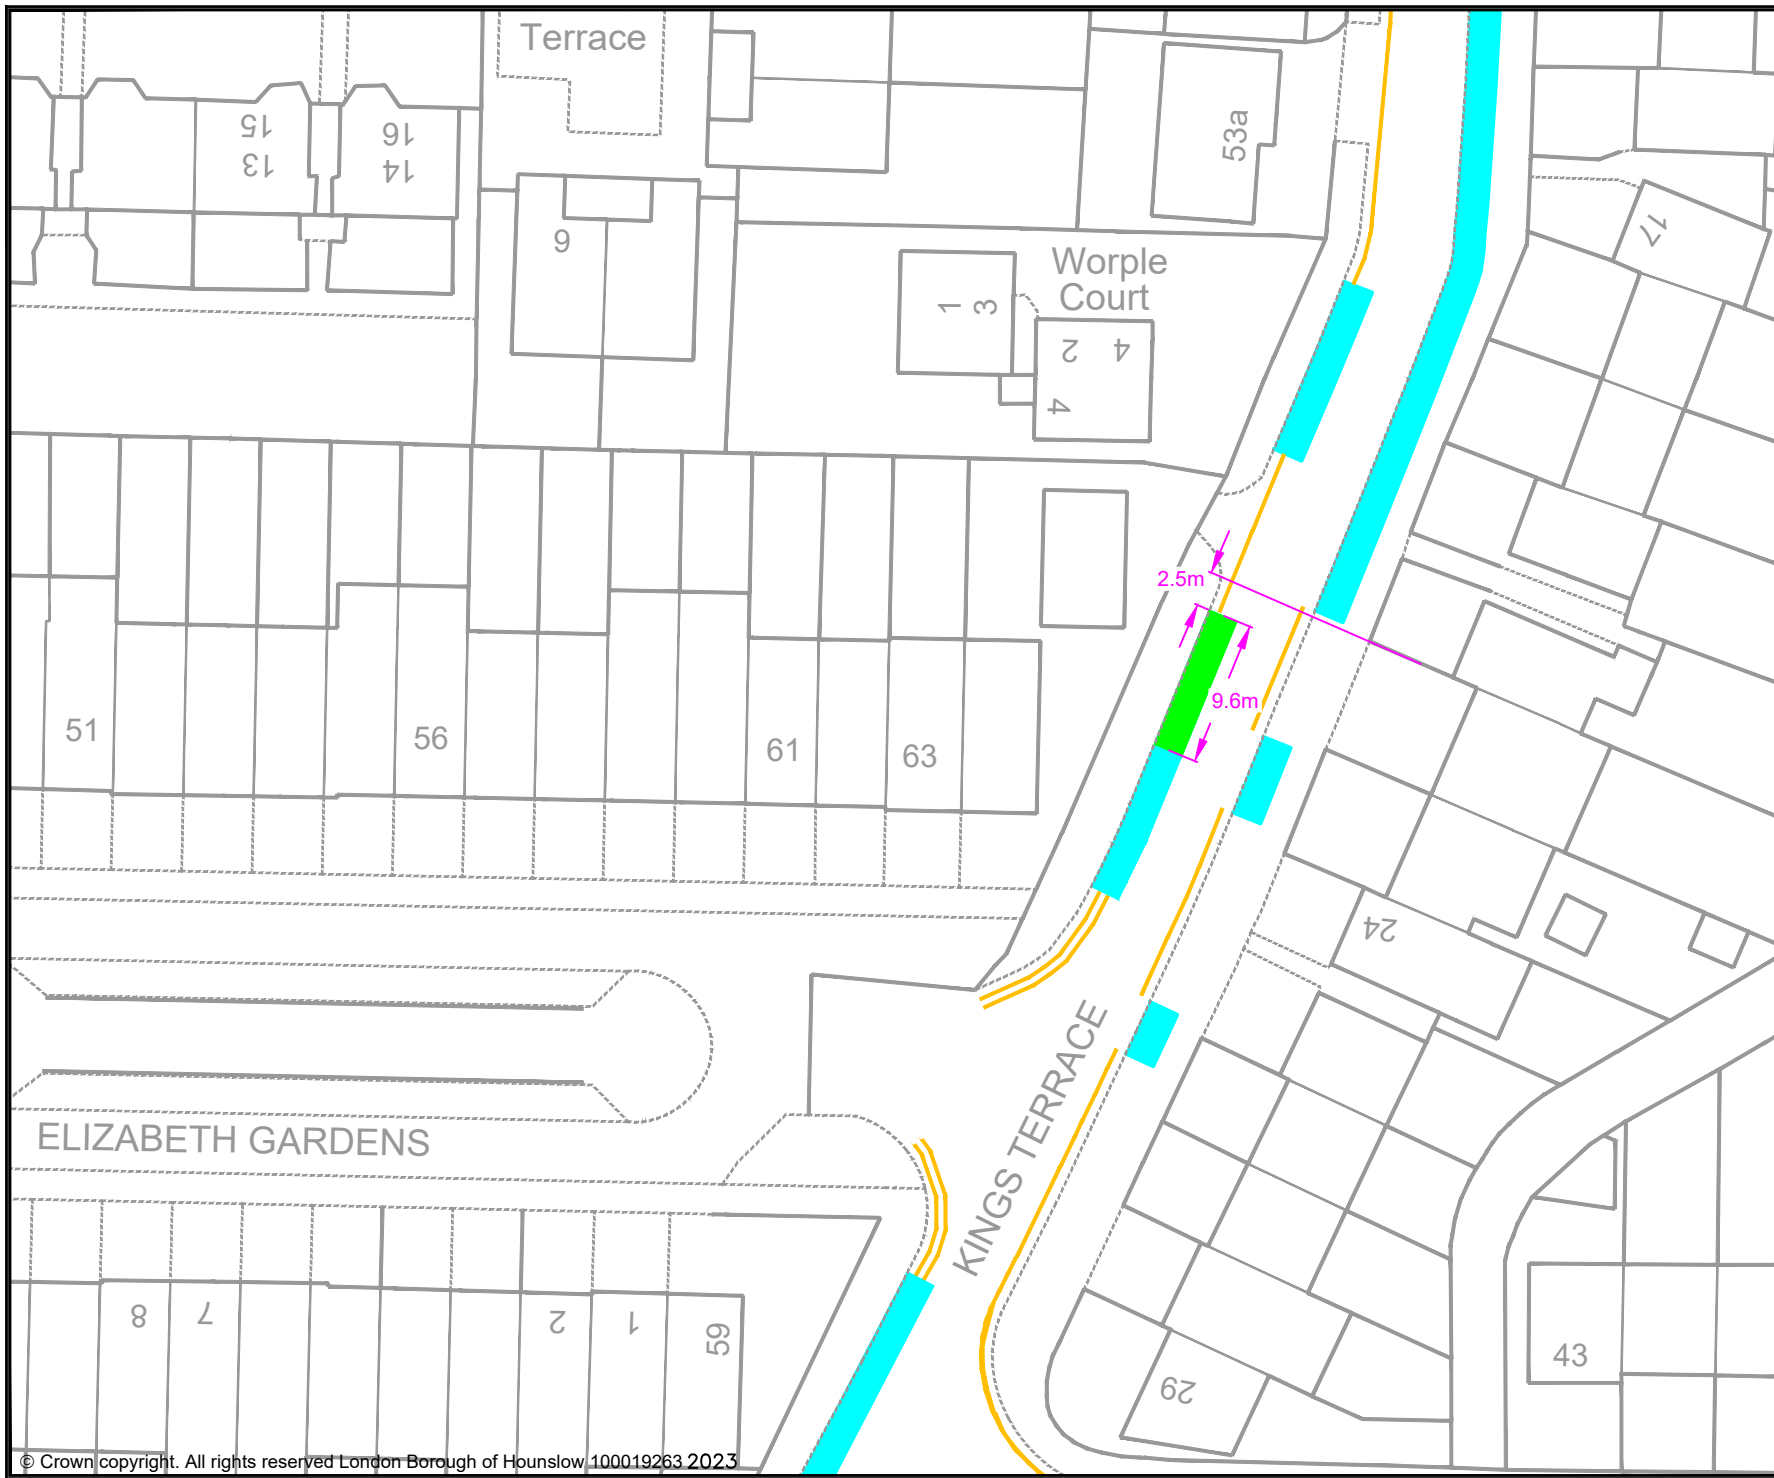 Terrace
15
13
16
14
53a
17
9
Worple
Court
1
3
2
4
4
2.5m
9.6m
51
56
61
63
24
KINGS TERRACE
ELIZABETH GARDENS
8
7
2
1
59
43
29
© Crown copyright. All rights reserved London Borough of Hounslow 100019263 2023